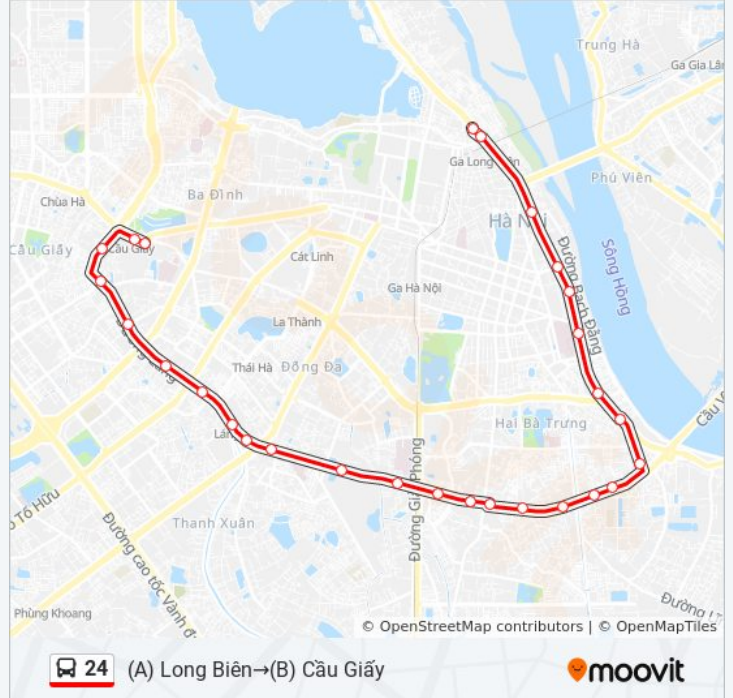 Trung Hà
Ga Gia Lâm
Ga Long Biên
Phú Viên
Ba Đình
Chùa Hà
Hà Nội
Cầu Giấy
Cầu Giấy
Cát Linh
Sông Hồng
Ga Hà Nội
Đường Bạch Đằng
La Thành
Đường Láng
Thái Hà
Đống Đa
Hai Bà Trưng
Cầu V
Láng
Đường Giải Phóng
o Tố Hữu
Thanh Xuân
Đường cao tốc Vành đ
Đường L
Phùng Khoang
© OpenStreetMap contributors | © OpenMapTiles
24 (A) Long Biên→(B) Cầu Giấy
moovit